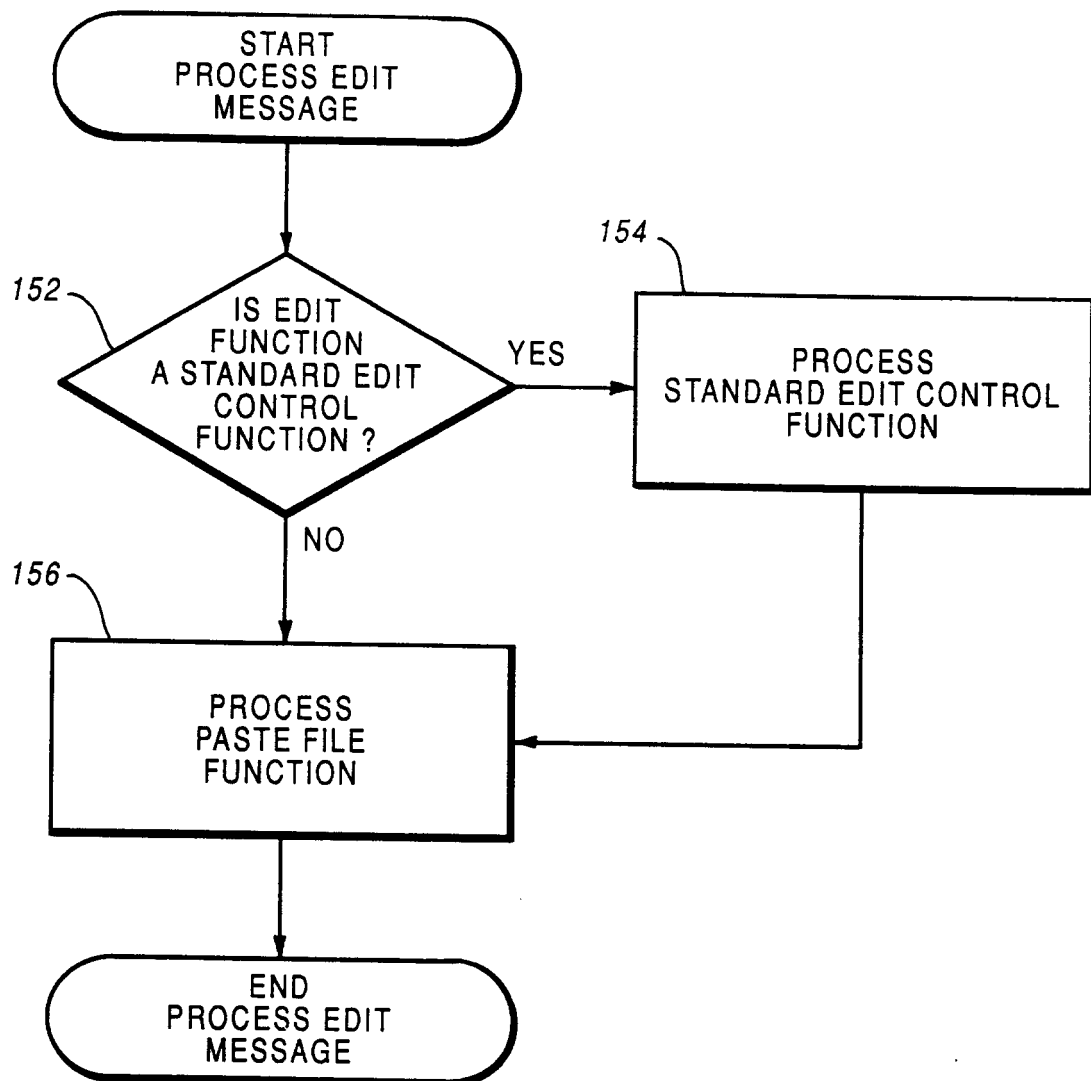 START
PROCESS EDIT
MESSAGE
152
IS EDIT
FUNCTION
A STANDARD EDIT
CONTROL
FUNCTION ?
YES
154
PROCESS
STANDARD EDIT CONTROL
FUNCTION
NO
156
PROCESS
PASTE FILE
FUNCTION
END
PROCESS EDIT
MESSAGE